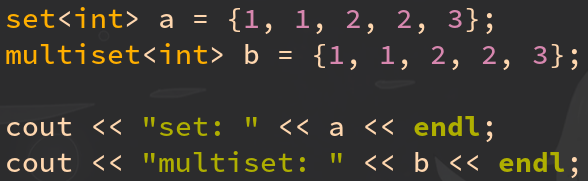 set<int> a = {1, 1, 2, 2, 3};
multiset<int> b = {1, 1, 2, 2, 3};
cout << "set: " << a << endl;
cout << "multiset: " << b << endl;